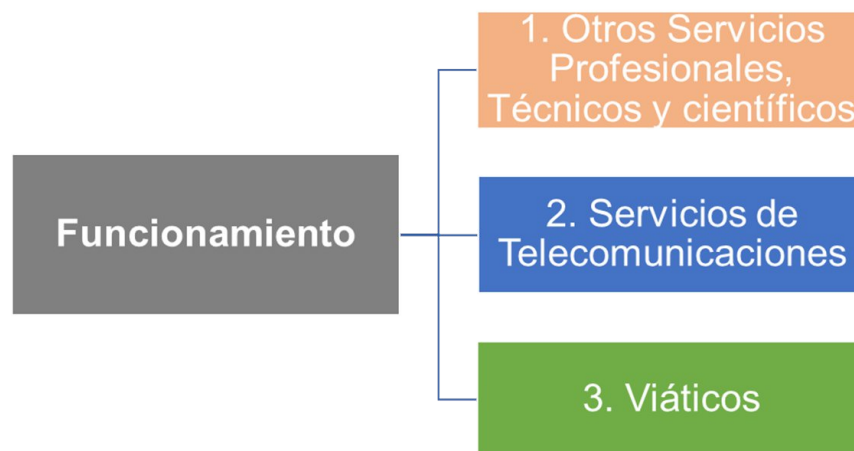 1. Otros Servicios
Profesionales,
Técnicos y científicos
Funcionamiento
2. Servicios de
Telecomunicaciones
3. Viáticos